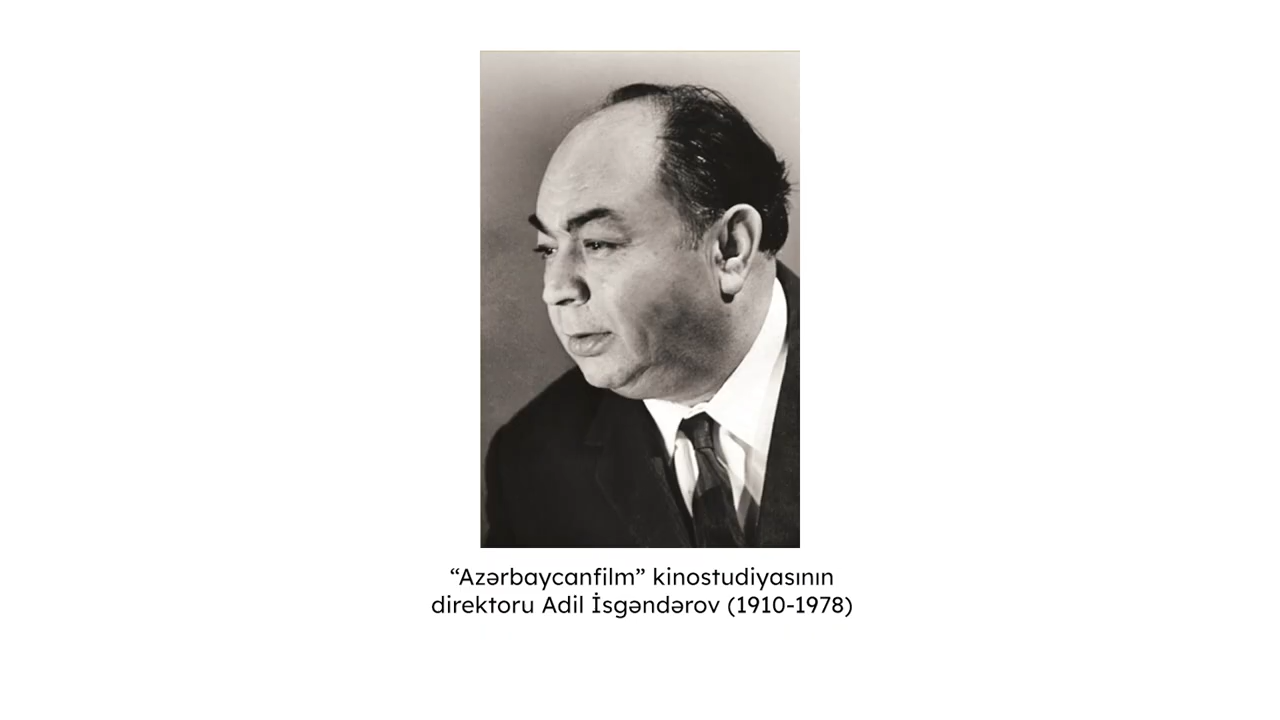 “Azərbaycanfilm” kinostudiyasının
direktoru Adil İsgəndərov (1910-1978)